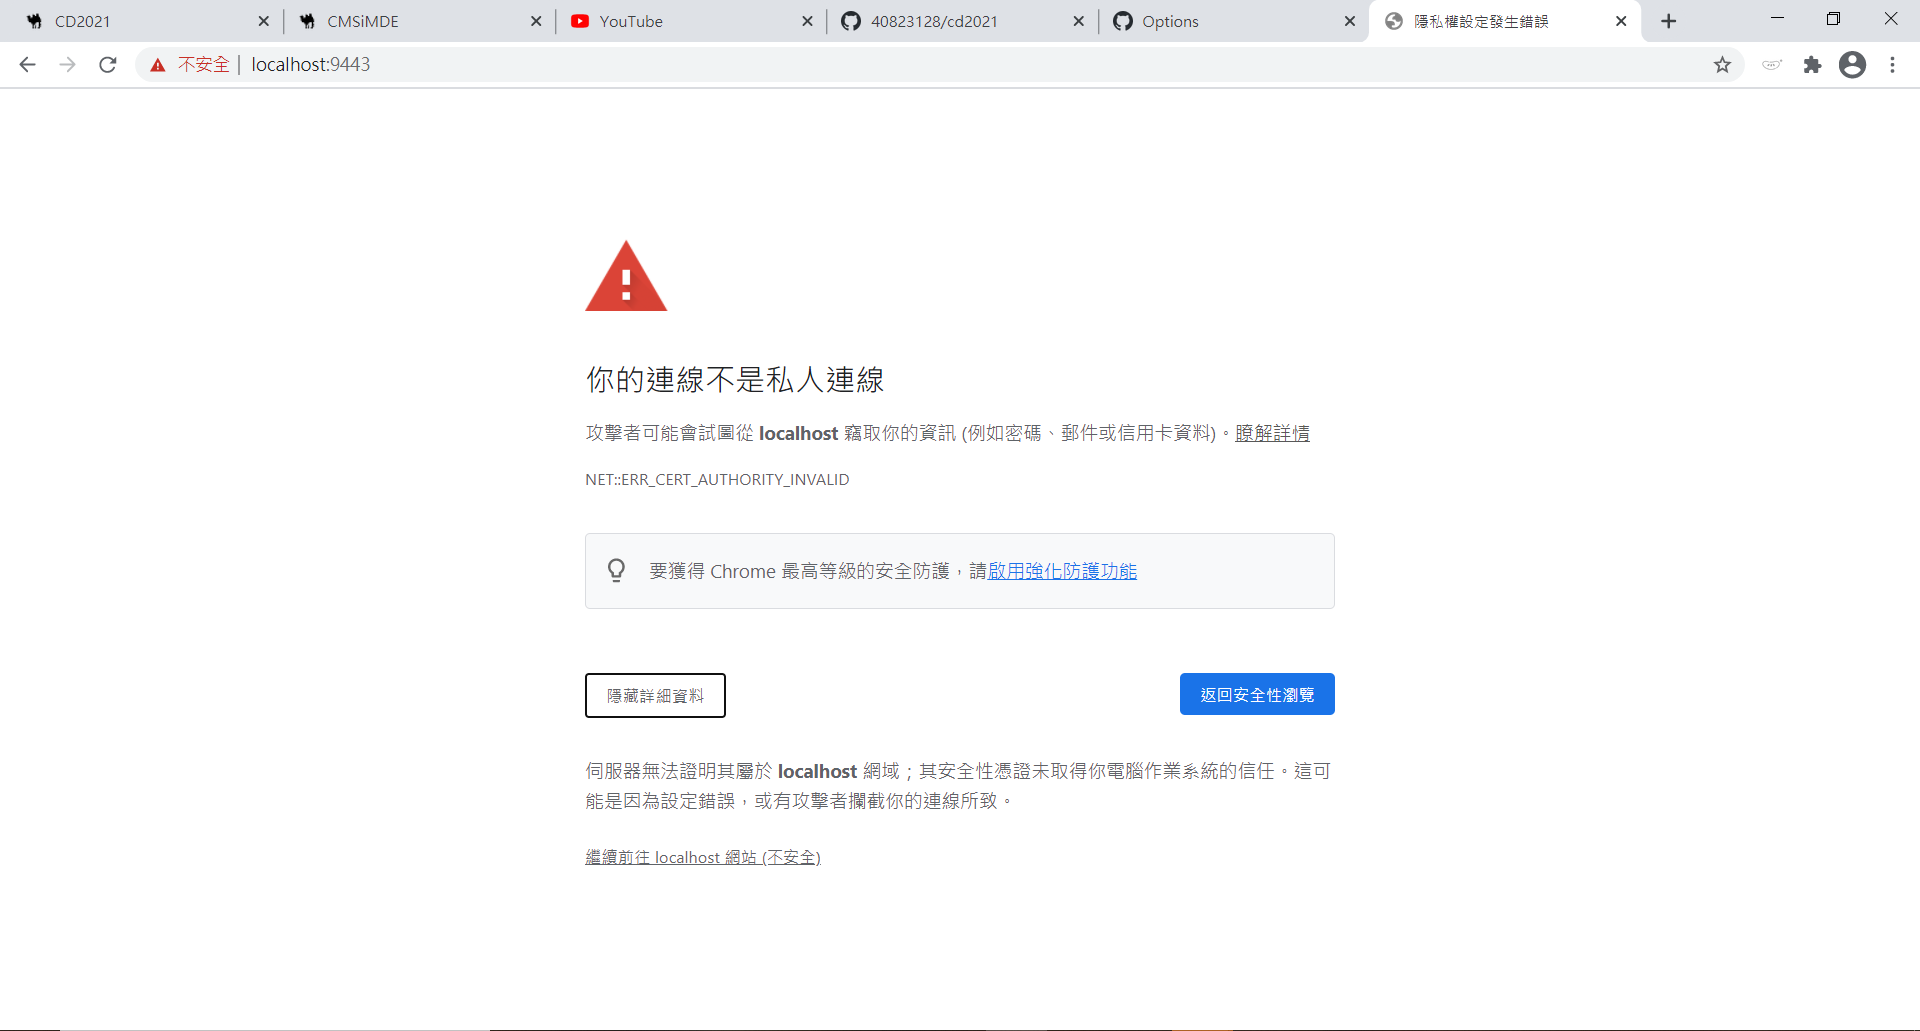 CD2021
CMSiMDE
YouTube
40823128/cd2021
Options
隱私權設定發生錯誤
不安全
localhost:9443
你的連線不是私人連線
攻擊者可能會試圖從 localhost 竊取你的資訊 (例如密碼、郵件或信用卡資料)。瞭解詳情
NET::ERR_CERT_AUTHORITY_INVALID
要獲得 Chrome 最高等級的安全防護，請啟用強化防護功能
隱藏詳細資料
返回安全性瀏覽
伺服器無法證明其屬於 localhost 網域；其安全性憑證未取得你電腦作業系統的信任。這可
能是因為設定錯誤，或有攻擊者攔截你的連線所致。
繼續前往 localhost 網站 (不安全)